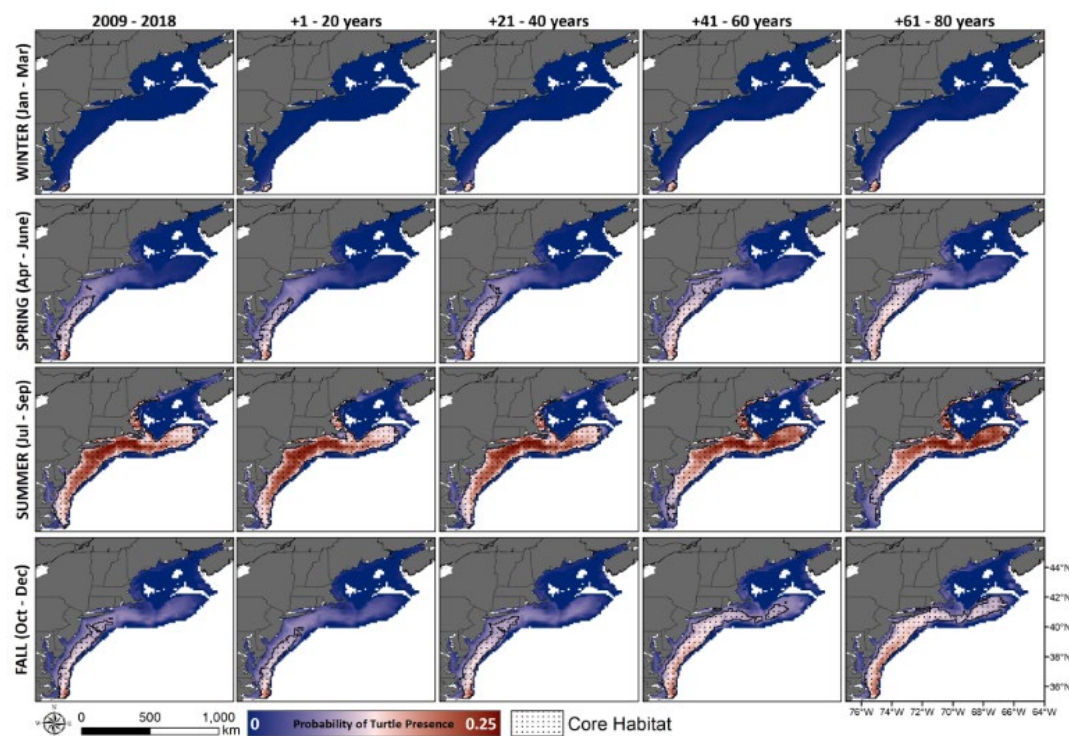 2009 - 2018 +1 - 20 years +21 - 40 years +41 - 60 years +61 - 80 years
WINTER (Jan - Mar)
SPRING (Apr - June)
SUMMER (Jul - Sep)
FALL (Oct - Dec)
44°N
42°N
40°N
38°N
36°N
N
0 500 1,000
km
0 Probability of Turtle Presence 0.25
Core Habitat
76°W 74°W 72°W 70°W 68°W 66°W 64°W